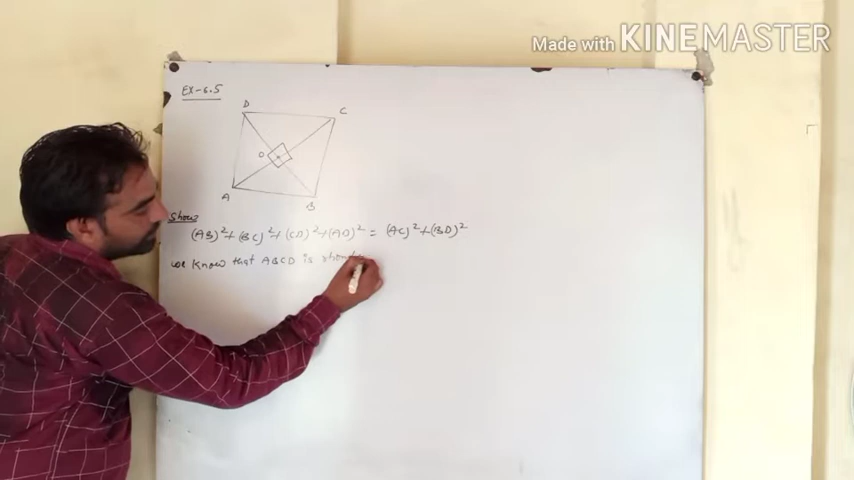 Made with KINEMASTER
EX-6.5
D
C
O
A
B
Show
(AB)²+(BC)²+(CD)²+(AD)² = (AC)²+(BD)²
we know that ABCD is